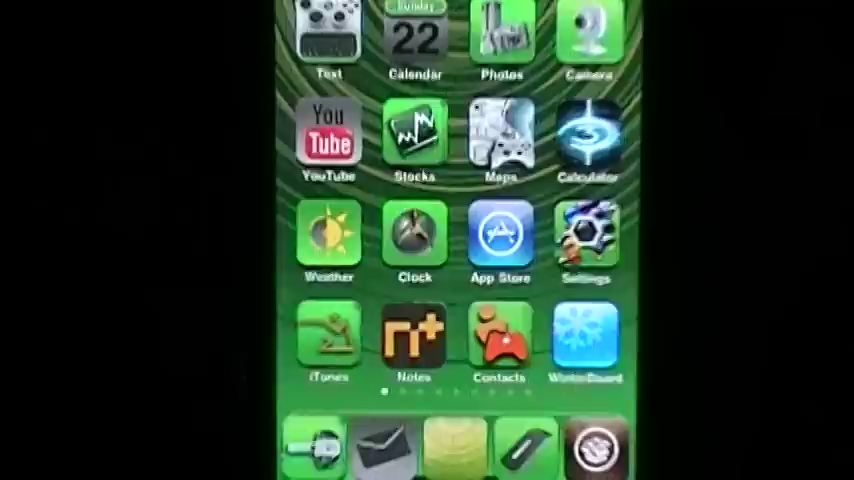 Sunday
22
Text Calendar Photos Camera
You
Tube
YouTube Stocks Maps Calculator
Weather Clock App Store Settings
n+
iTunes Notes Contacts WinterBoard